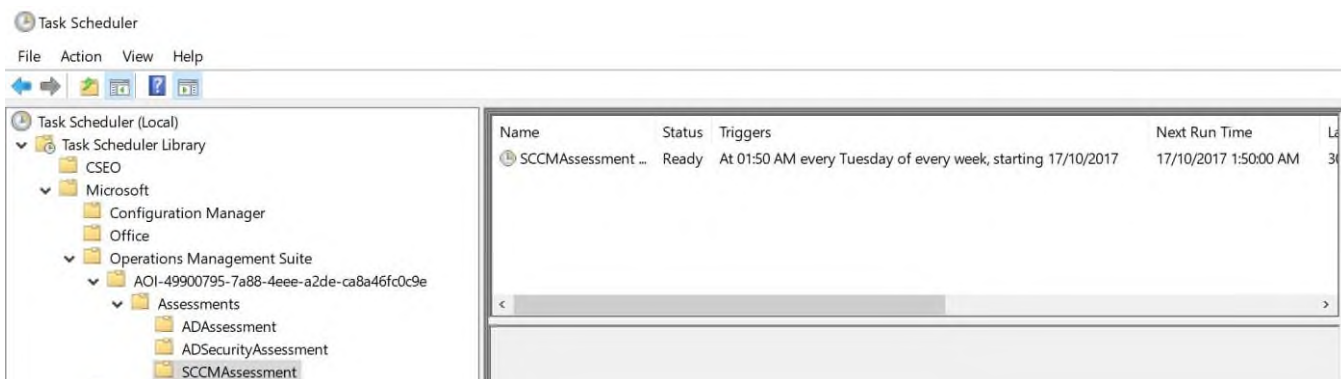 Task Scheduler
File Action View Help
Task Scheduler (Local)
Task Scheduler Library
CSEO
Microsoft
Configuration Manager
Office
Operations Management Suite
AOI-49900795-7a88-4eee-a2de-ca8a46fc0c9e
Assessments
ADAssessment
ADSecurityAssessment
SCCMAssessment
Name Status Triggers Next Run Time
SCCMAssessment ... Ready At 01:50 AM every Tuesday of every week, starting 17/10/2017 17/10/2017 1:50:00 AM